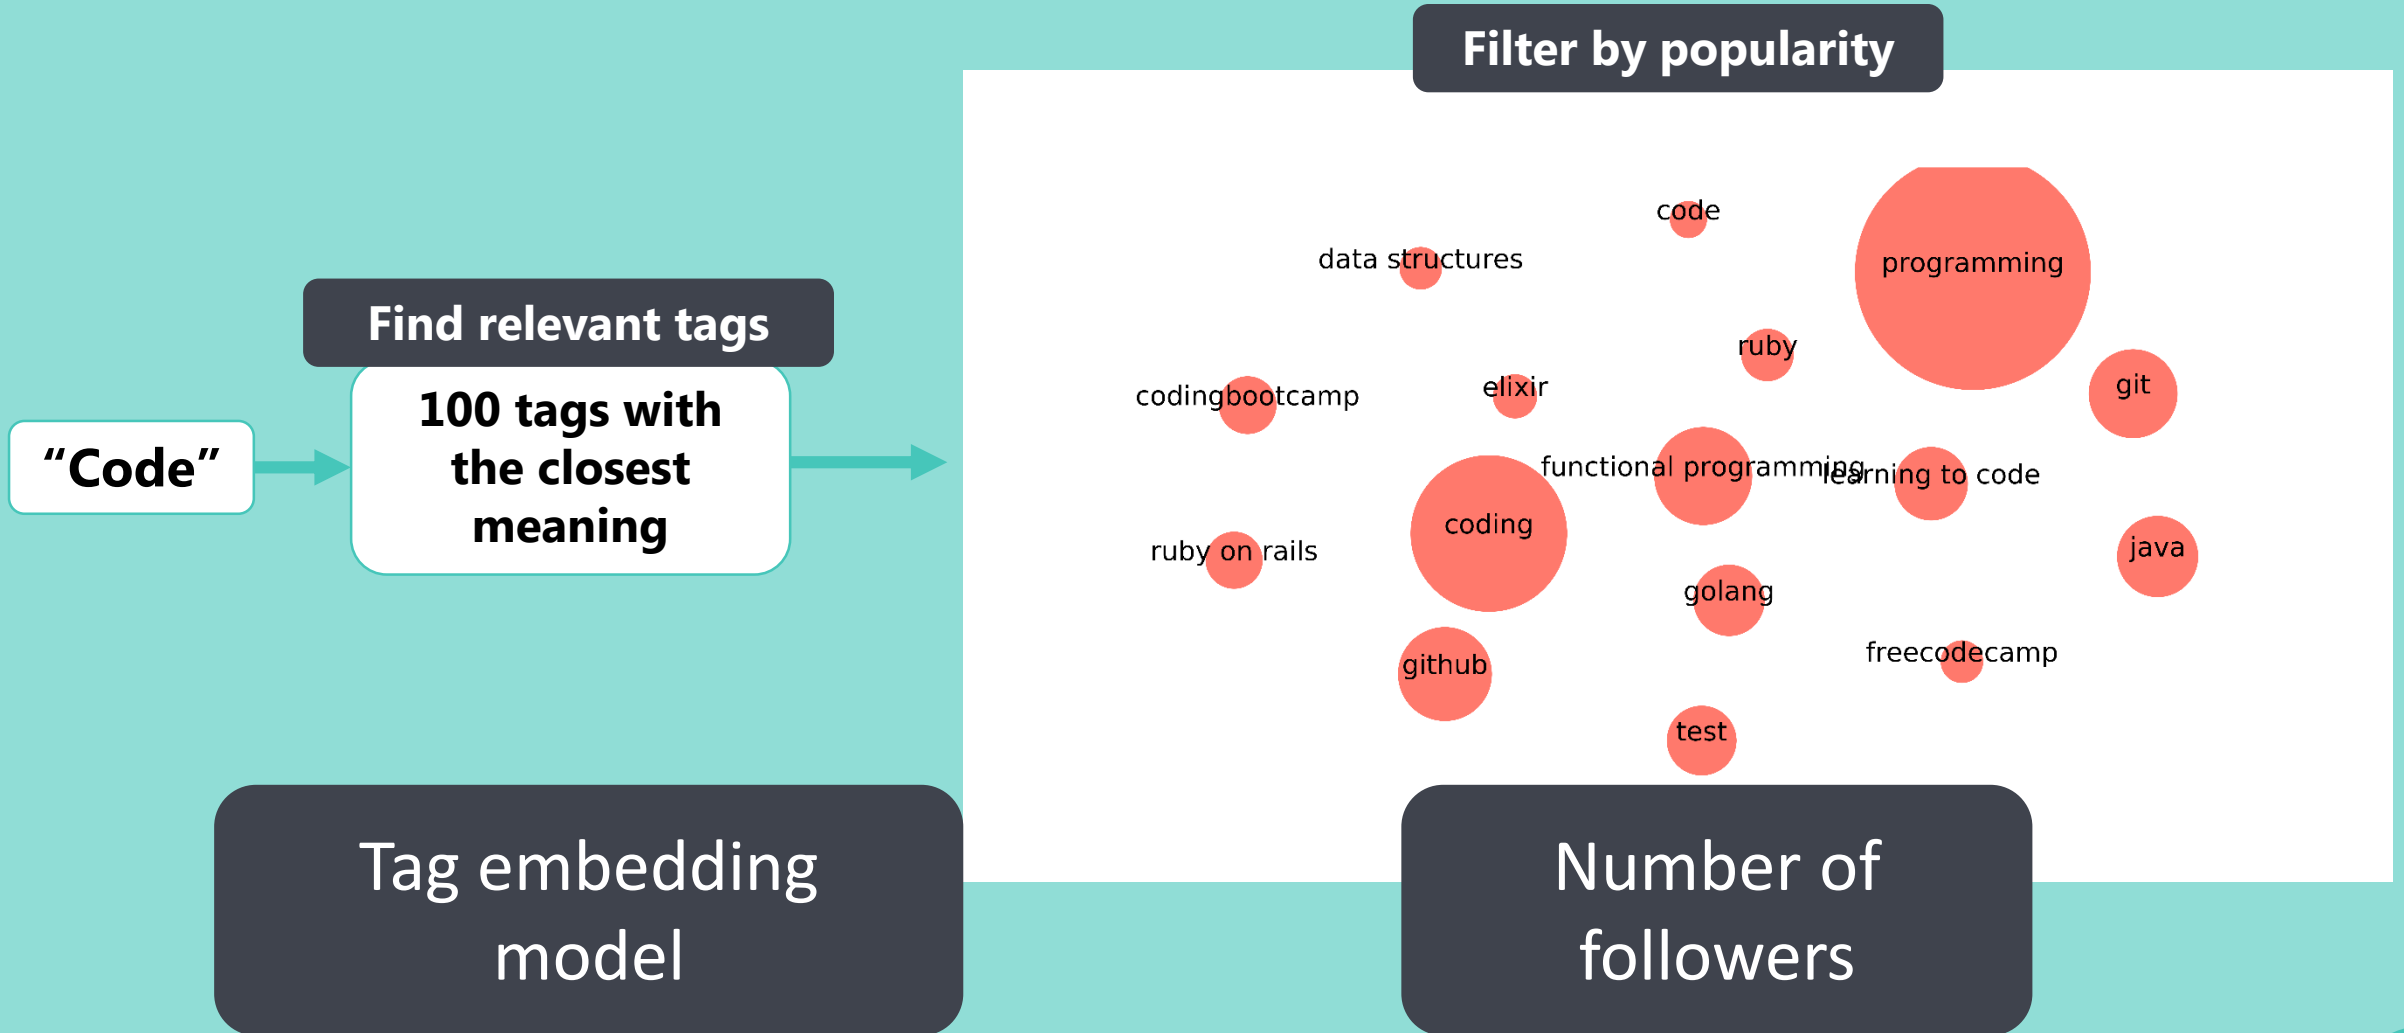 Filter by popularity
code
data structures
programming
Find relevant tags
ruby
git
codingbootcamp
elixir
100 tags with
the closest
meaning
“Code”
functional programming
learning to code
coding
ruby on rails
java
golang
github
freecodecamp
test
Tag embedding
model
Number of
followers